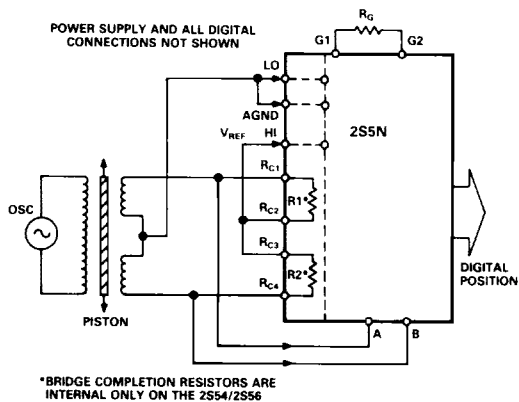 POWER SUPPLY AND ALL DIGITAL
CONNECTIONS NOT SHOWN
RG
G1
G2
LO
AGND
2S5N
VREF
HI
RC1
R1*
RC2
OSC
RC3
R2*
RC4
DIGITAL
POSITION
PISTON
A
B
*BRIDGE COMPLETION RESISTORS ARE
INTERNAL ONLY ON THE 2S54/2S56